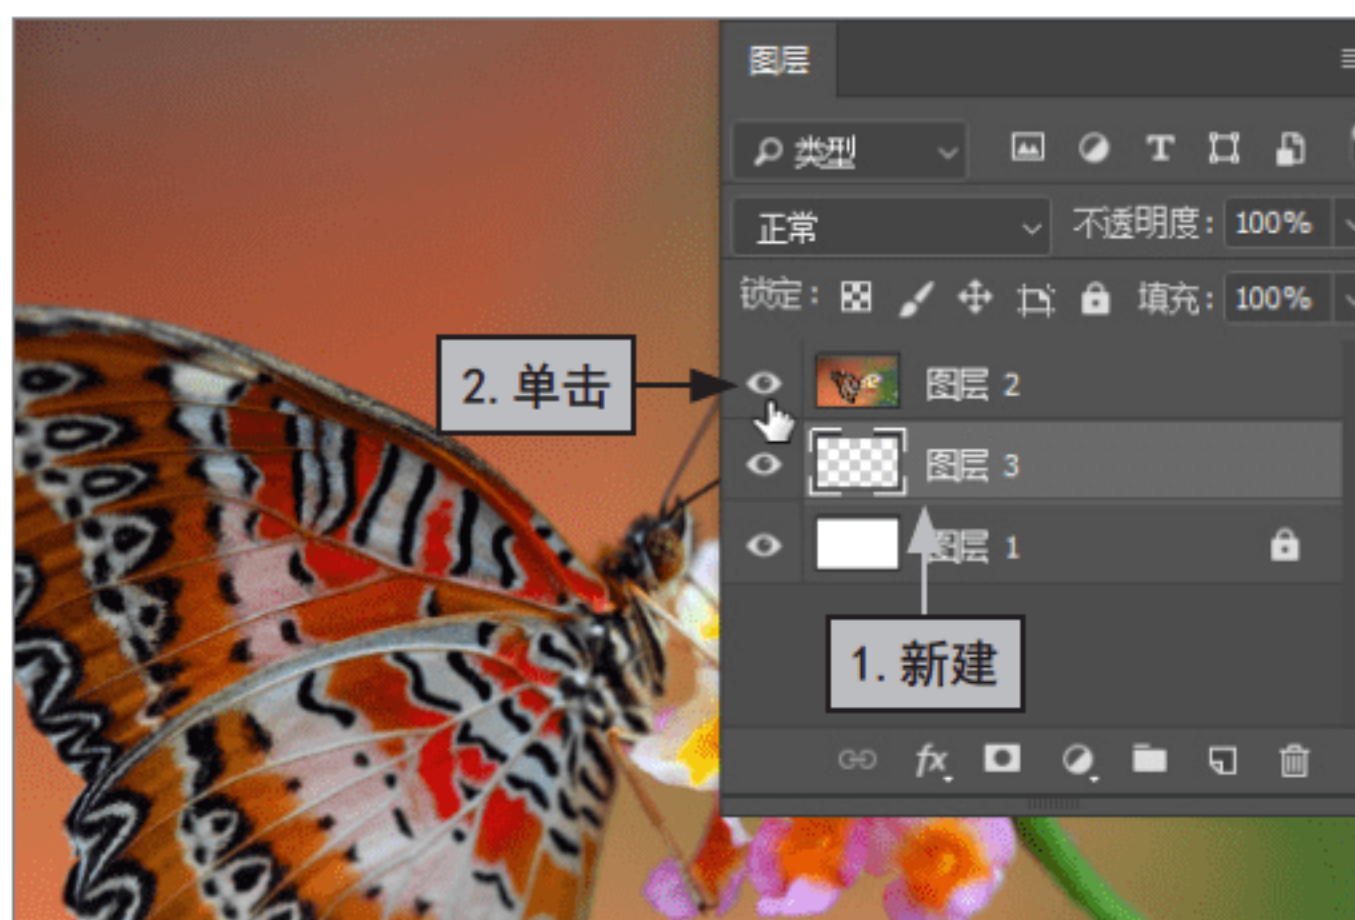 图层
类型
正常 不透明度: 100%
锁定: 填充: 100%
2. 单击
图层 2
图层 3
图层 1
1. 新建
fx